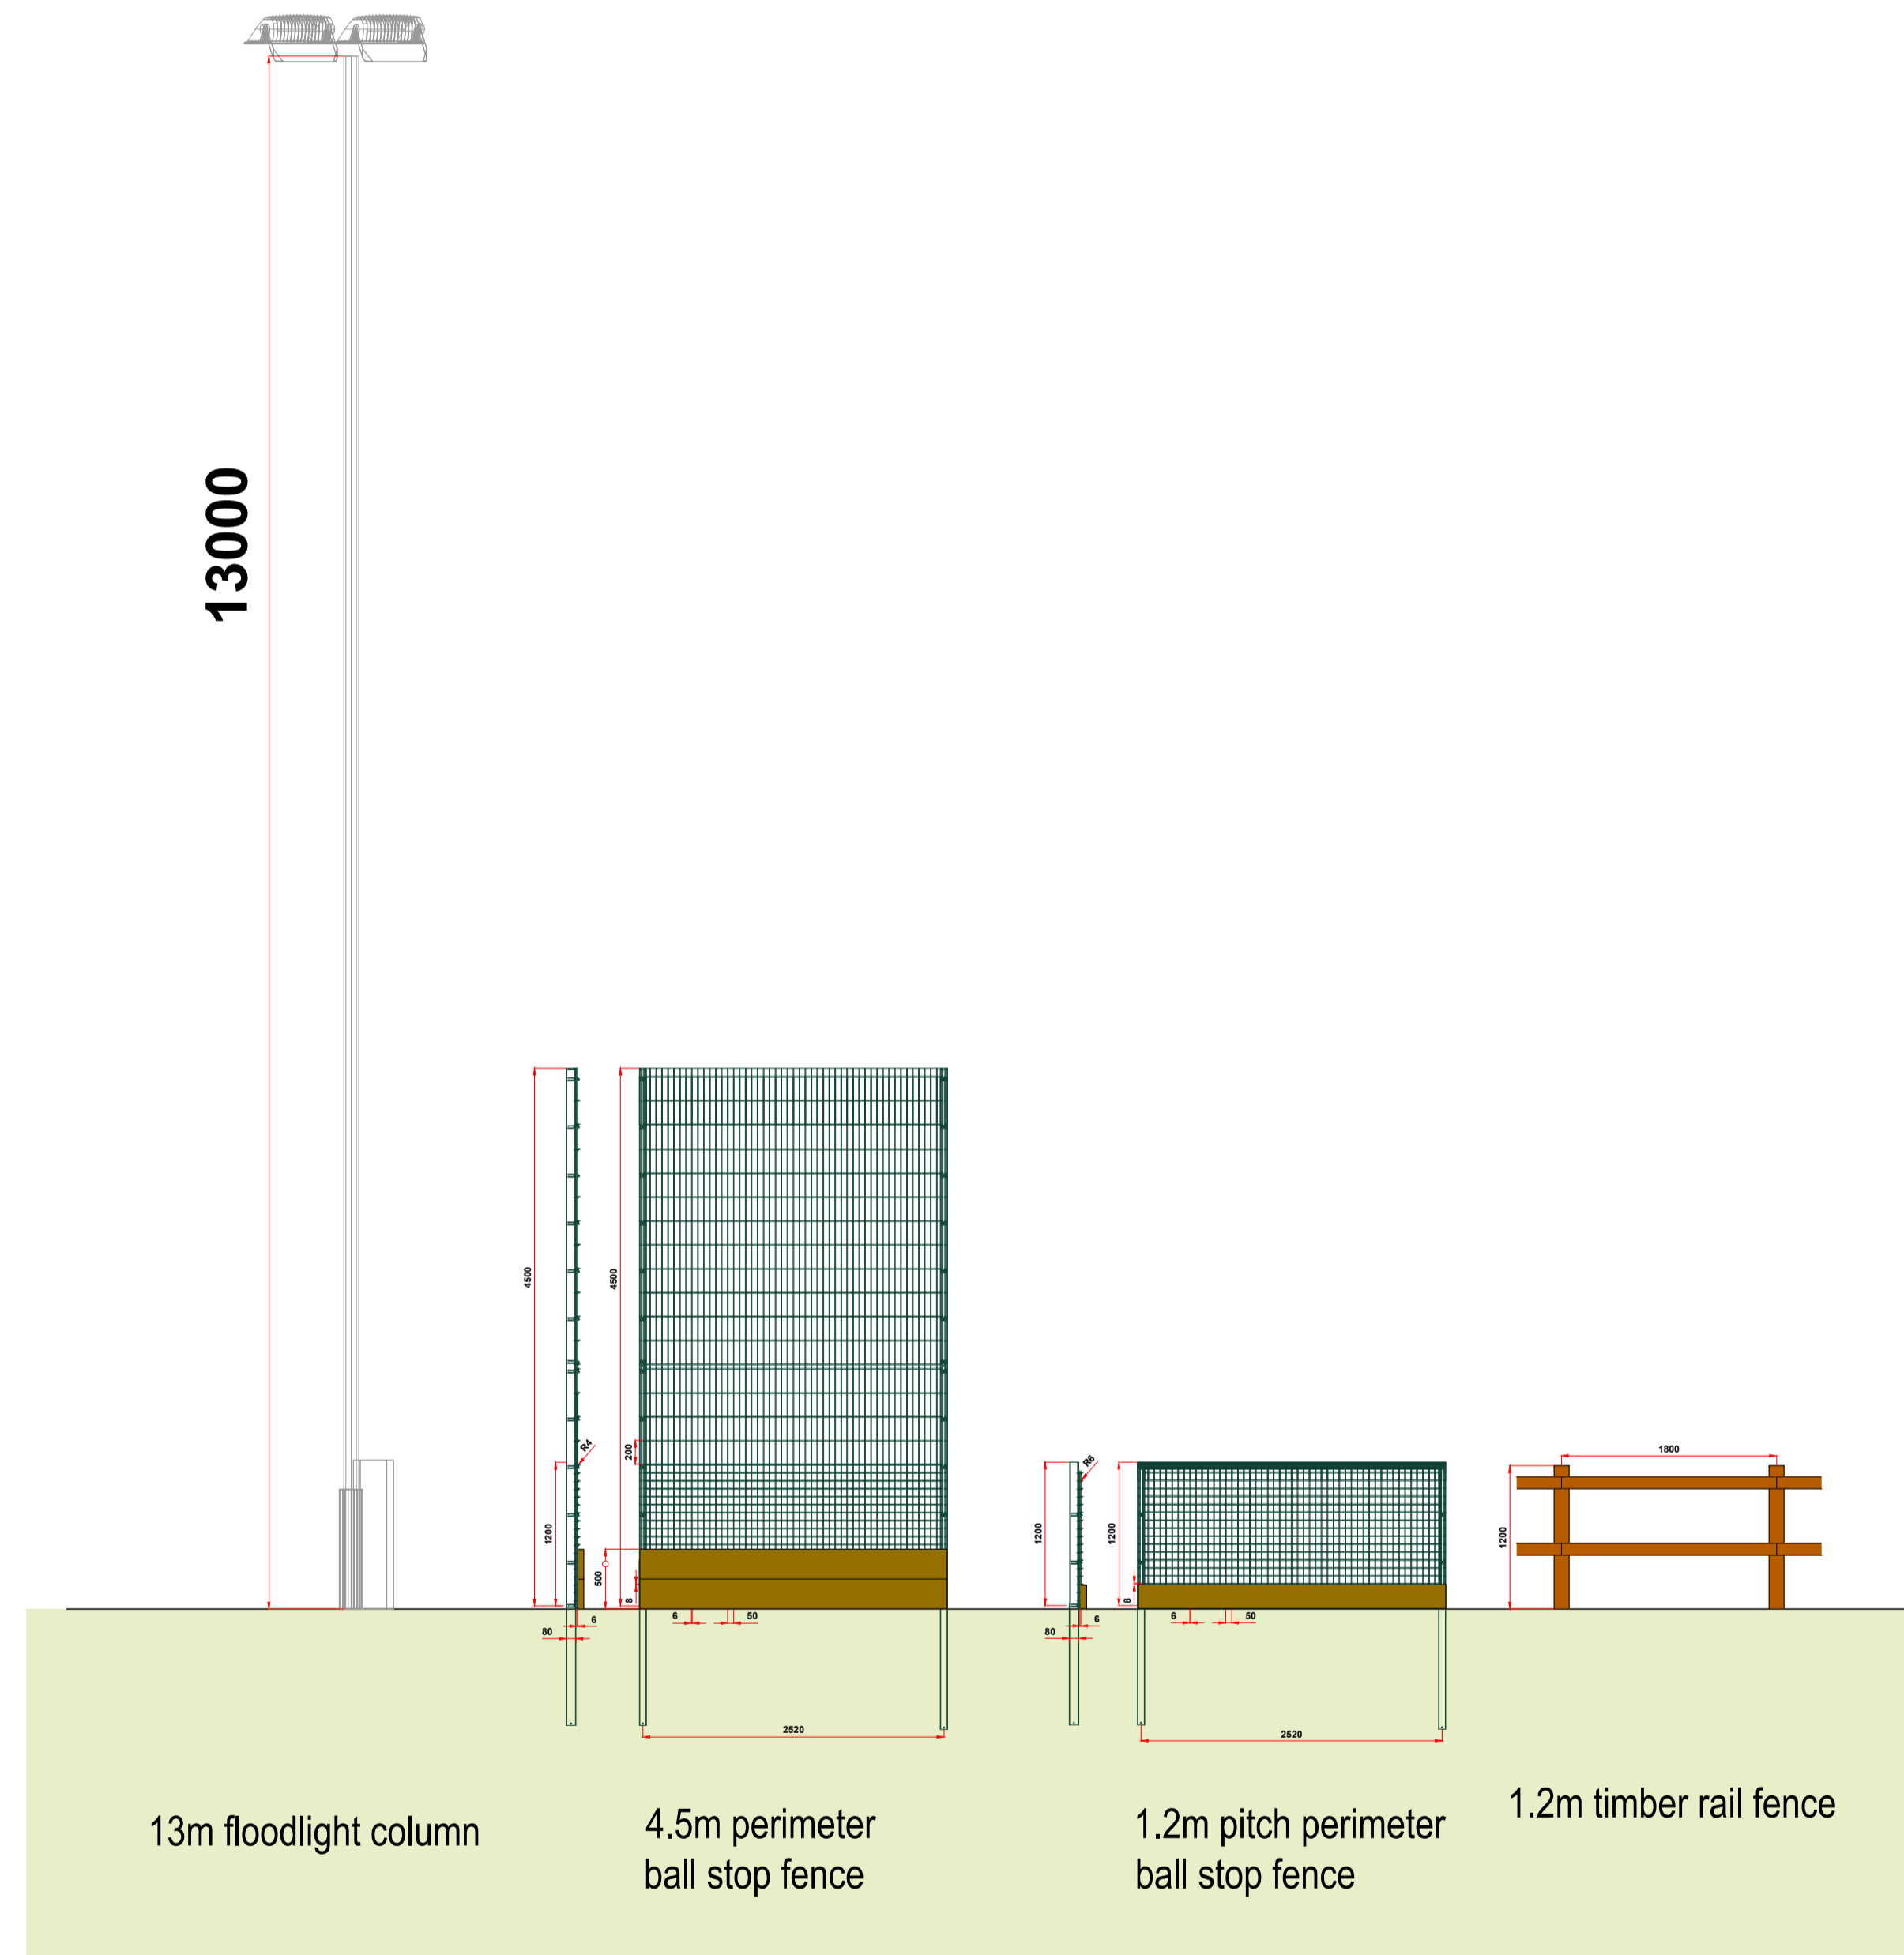 13000
4500
4500
R4
200
1200
500
8
6
80
6
50
2520
R6
1200
1200
8
6
80
6
50
2520
1800
1200
13m floodlight column
4.5m perimeter
ball stop fence
1.2m pitch perimeter
ball stop fence
1.2m timber rail fence